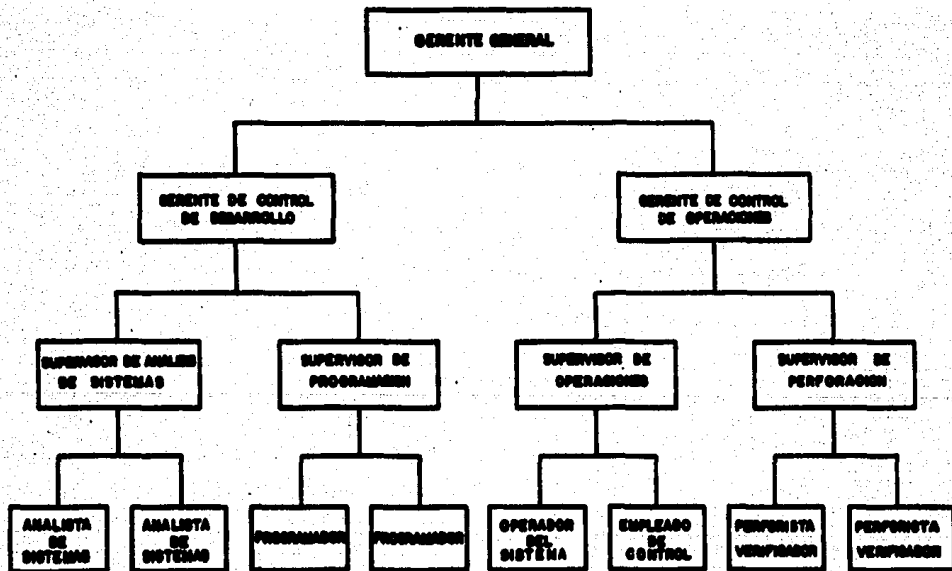 GERENTE GENERAL
GERENTE DE CONTROL
DE DESARROLLO
GERENTE DE CONTROL
DE OPERACIONES
SUPERVISOR DE ANALISIS
DE SISTEMAS
SUPERVISOR DE
PROGRAMACION
SUPERVISOR DE
OPERACIONES
SUPERVISOR DE
PERFORACION
ANALISTA
DE
SISTEMAS
ANALISTA
DE
SISTEMAS
PROGRAMADOR
PROGRAMADOR
OPERADOR
DEL
SISTEMA
EMPLEADO
DE
CONTROL
PERFORISTA
VERIFICADOR
PERFORISTA
VERIFICADOR